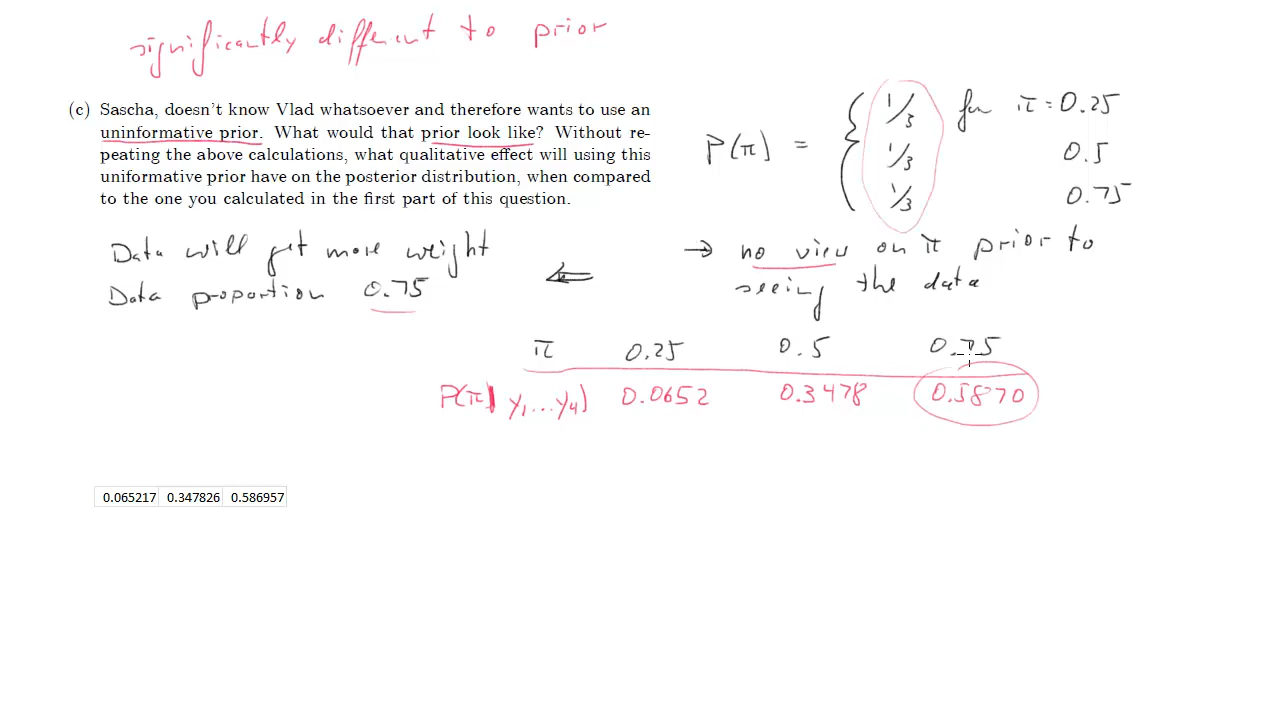 significantly different to prior
(c) Sascha, doesn't know Vlad whatsoever and therefore wants to use an
uninformative prior. What would that prior look like? Without re-
peating the above calculations, what qualitative effect will using this
uniformative prior have on the posterior distribution, when compared
to the one you calculated in the first part of this question.
P(π) = { 1/3 for π = 0.25
1/3 0.5
1/3 0.75
→ no view on π prior to
seeing the data
⇐
Data will get more weight
Data proportion 0.75
π 0.25 0.5 0.75
P(π| y₁...y₄) 0.0652 0.3478 0.5870
0.065217 0.347826 0.586957